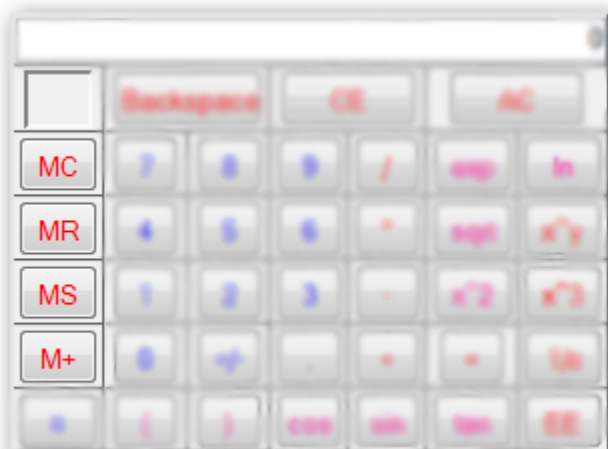 0
Backspace CE AC
MC 7 8 9 / exp ln
MR 4 5 6 * sqrt x^y
MS 1 2 3 - x^2 x^3
M+ 0 +/- .
( ) cos sin tan EE